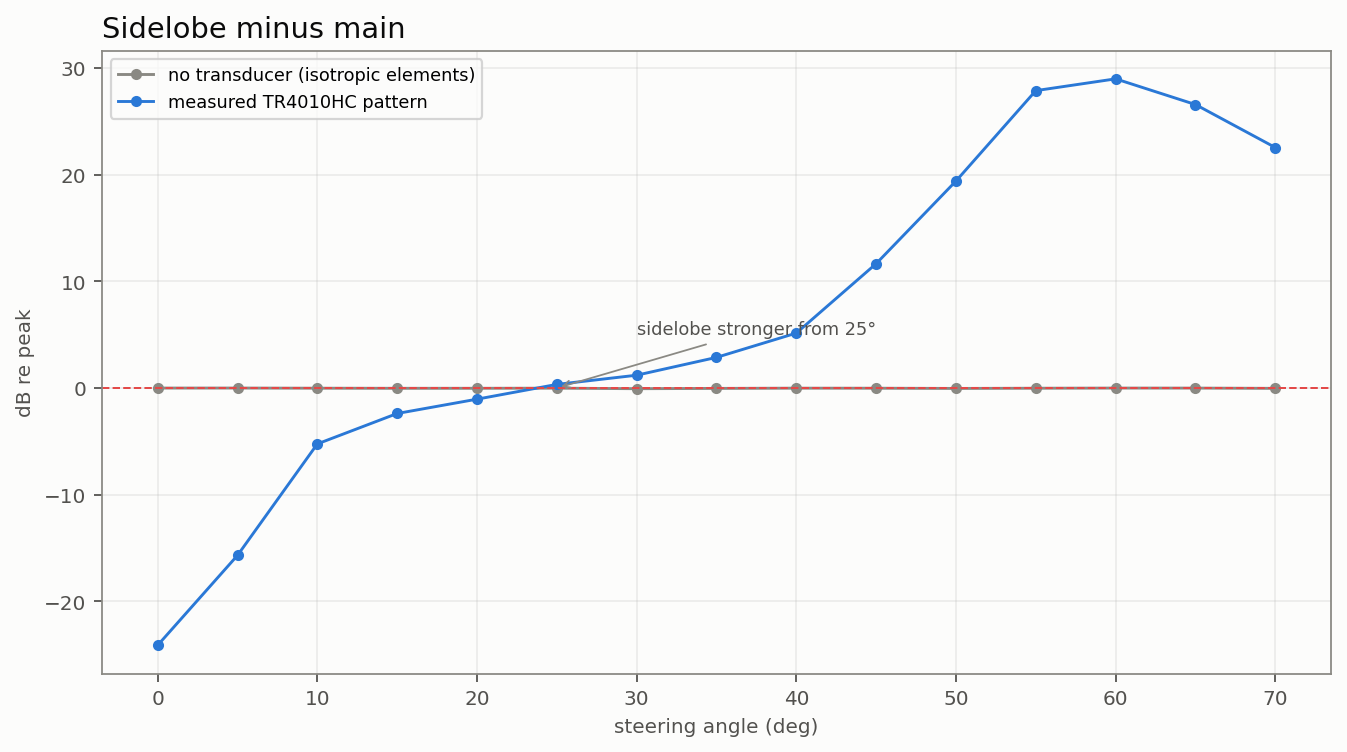 Sidelobe minus main
no transducer (isotropic elements)
measured TR4010HC pattern
30
20
10
0
−10
−20
dB re peak
sidelobe stronger from 25°
0 10 20 30 40 50 60 70
steering angle (deg)